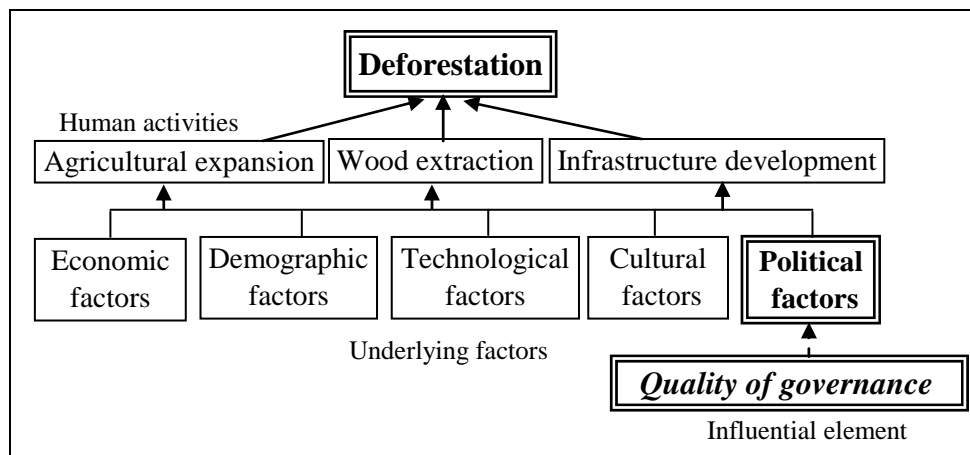 Deforestation
Human activities
Agricultural expansion
Wood extraction
Infrastructure development
Economic
factors
Demographic
factors
Technological
factors
Cultural
factors
Political
factors
Underlying factors
Quality of governance
Influential element